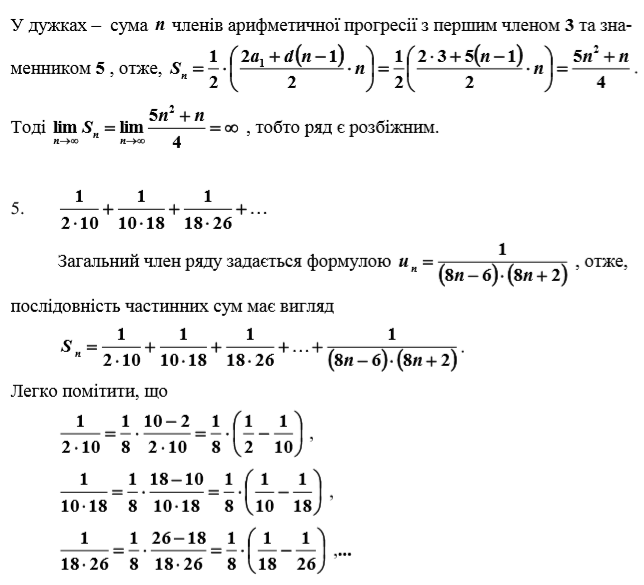 У дужках – сума n членів арифметичної прогресії з першим членом 3 та зна-
менником 5 , отже, S_n = 1/2 · ( (2a_1 + d(n−1))/2 · n ) = 1/2 ( (2·3 + 5(n−1))/2 · n ) = (5n² + n)/4 .
Тоді lim_{n→∞} S_n = lim_{n→∞} (5n² + n)/4 = ∞ , тобто ряд є розбіжним.
5. 1/(2·10) + 1/(10·18) + 1/(18·26) + …
Загальний член ряду задається формулою u_n = 1/((8n−6)·(8n+2)) , отже,
послідовність частинних сум має вигляд
S_n = 1/(2·10) + 1/(10·18) + 1/(18·26) + … + 1/((8n−6)·(8n+2)) .
Легко помітити, що
1/(2·10) = 1/8 · (10−2)/(2·10) = 1/8 · ( 1/2 − 1/10 ) ,
1/(10·18) = 1/8 · (18−10)/(10·18) = 1/8 · ( 1/10 − 1/18 ) ,
1/(18·26) = 1/8 · (26−18)/(18·26) = 1/8 · ( 1/18 − 1/26 ) ,...